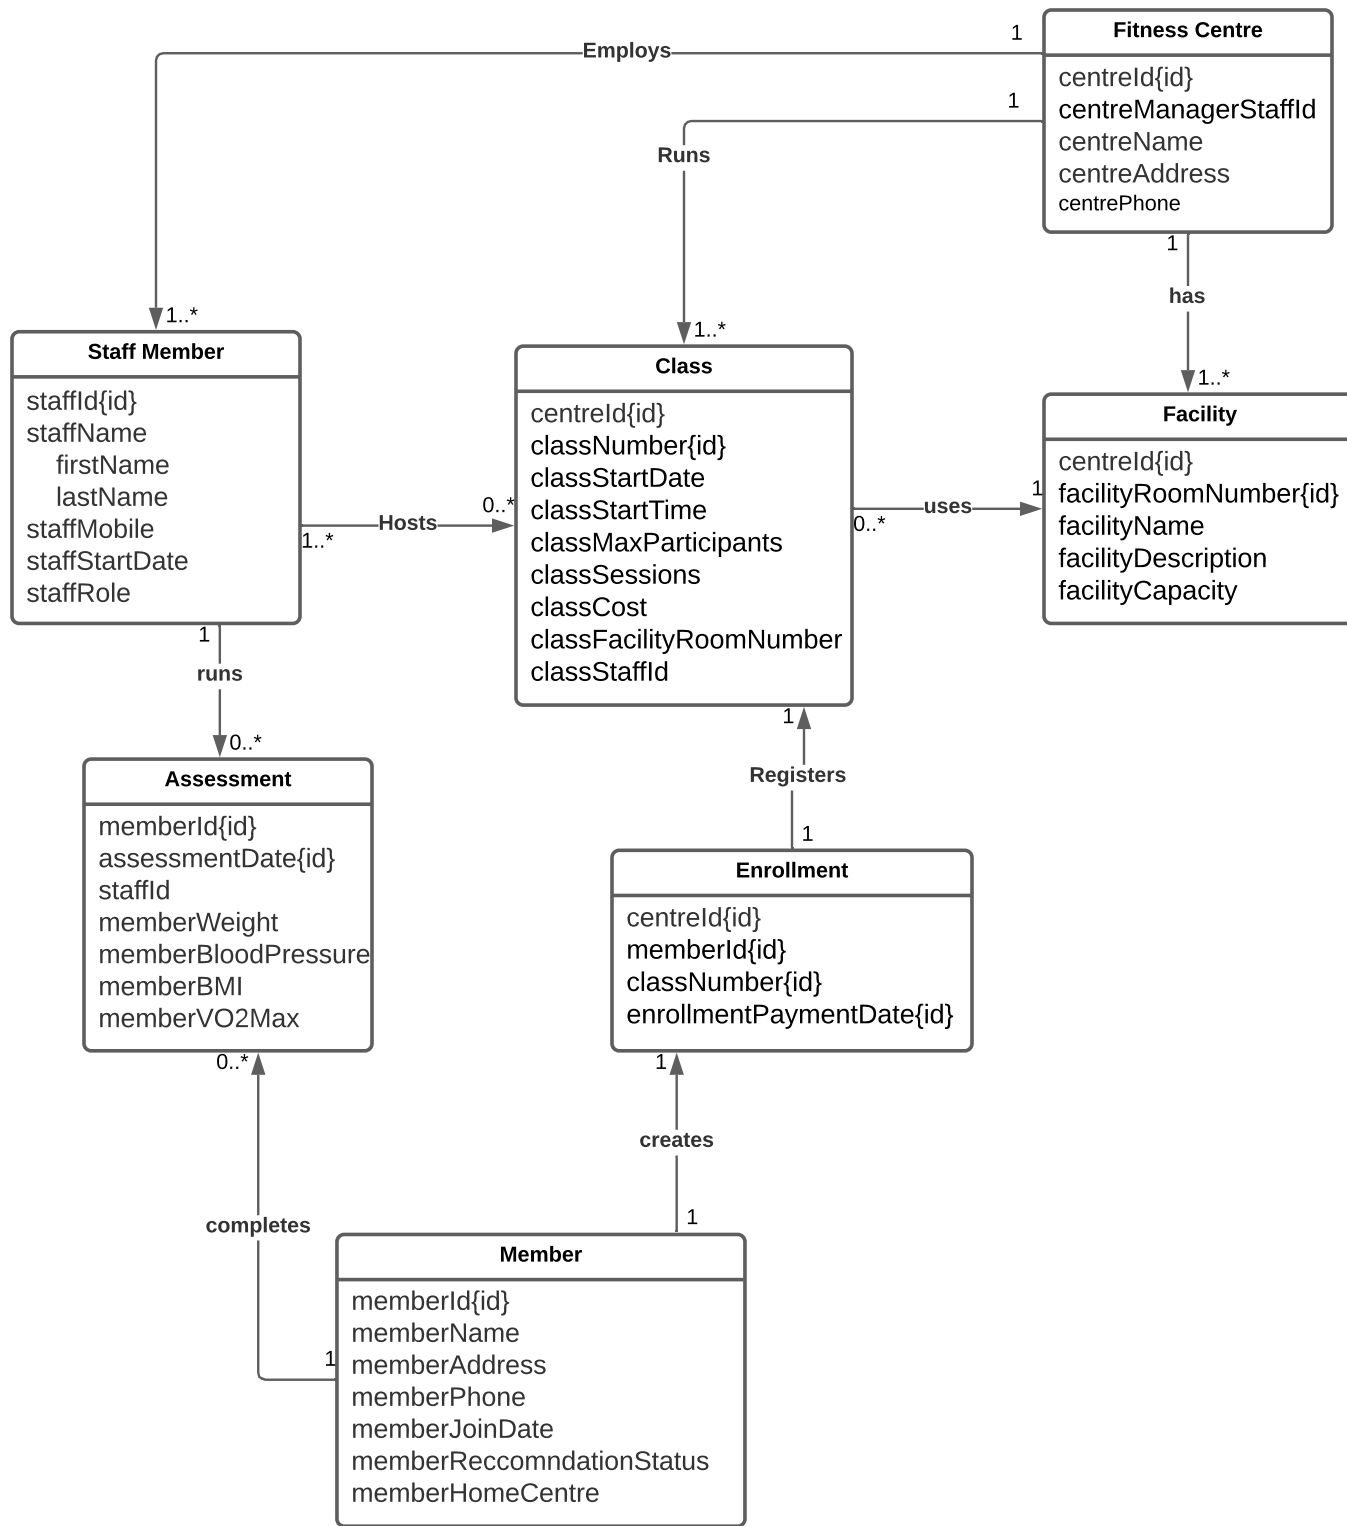 Fitness Centre
centreId{id}
centreManagerStaffId
centreName
centreAddress
centrePhone
1
Employs
1
Runs
1
has
1..*
1..*
1..*
Staff Member
staffId{id}
staffName
firstName
lastName
staffMobile
staffStartDate
staffRole
1..*
Hosts
0..*
Class
centreId{id}
classNumber{id}
classStartDate
classStartTime
classMaxParticipants
classSessions
classCost
classFacilityRoomNumber
classStaffId
0..*
uses
1
Facility
centreId{id}
facilityRoomNumber{id}
facilityName
facilityDescription
facilityCapacity
1
runs
0..*
Assessment
memberId{id}
assessmentDate{id}
staffId
memberWeight
memberBloodPressure
memberBMI
memberVO2Max
1
Registers
1
Enrollment
centreId{id}
memberId{id}
classNumber{id}
enrollmentPaymentDate{id}
0..*
completes
1
1
creates
1
Member
memberId{id}
memberName
memberAddress
memberPhone
memberJoinDate
memberReccomndationStatus
memberHomeCentre